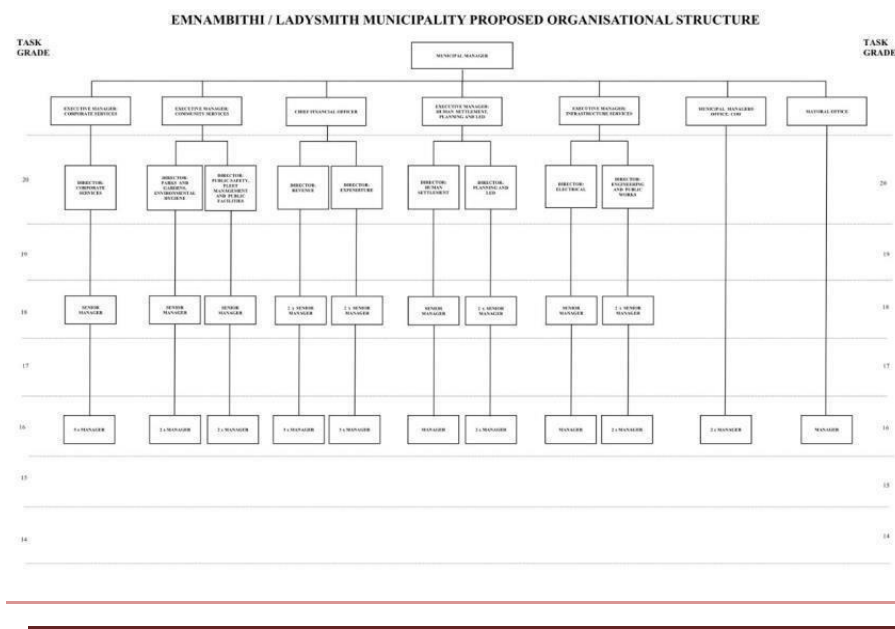 EMNAMBITHI / LADYSMITH MUNICIPALITY PROPOSED ORGANISATIONAL STRUCTURE
TASK
GRADE
TASK
GRADE
MUNICIPAL MANAGER
EXECUTIVE MANAGER:
CORPORATE SERVICES
EXECUTIVE MANAGER:
COMMUNITY SERVICES
CHIEF FINANCIAL OFFICER
EXECUTIVE MANAGER:
HUMAN SETTLEMENT,
PLANNING AND LED
EXECUTIVE MANAGER:
INFRASTRUCTURE SERVICES
MUNICIPAL MANAGERS
OFFICE:
MAYORAL OFFICE
20
DIRECTOR:
CORPORATE
SERVICES
DIRECTOR:
PARKS AND
GARDENS,
ENVIRONMENTAL
HYGIENE
DIRECTOR:
PUBLIC SAFETY,
FLEET
MANAGEMENT
AND PUBLIC
FACILITIES
DIRECTOR:
REVENUE
DIRECTOR:
EXPENDITURE
DIRECTOR:
HUMAN
SETTLEMENT
DIRECTOR:
PLANNING AND
LED
DIRECTOR:
ELECTRICAL
DIRECTOR:
ENGINEERING
AND PUBLIC
WORKS
20
19
19
18
SENIOR
MANAGER
SENIOR
MANAGER
SENIOR
MANAGER
2 x SENIOR
MANAGER
2 x SENIOR
MANAGER
SENIOR
MANAGER
2 x SENIOR
MANAGER
SENIOR
MANAGER
2 x SENIOR
MANAGER
18
17
17
16
MANAGER
MANAGER
MANAGER
MANAGER
MANAGER
MANAGER
MANAGER
MANAGER
MANAGER
MANAGER
MANAGER
16
15
15
14
14